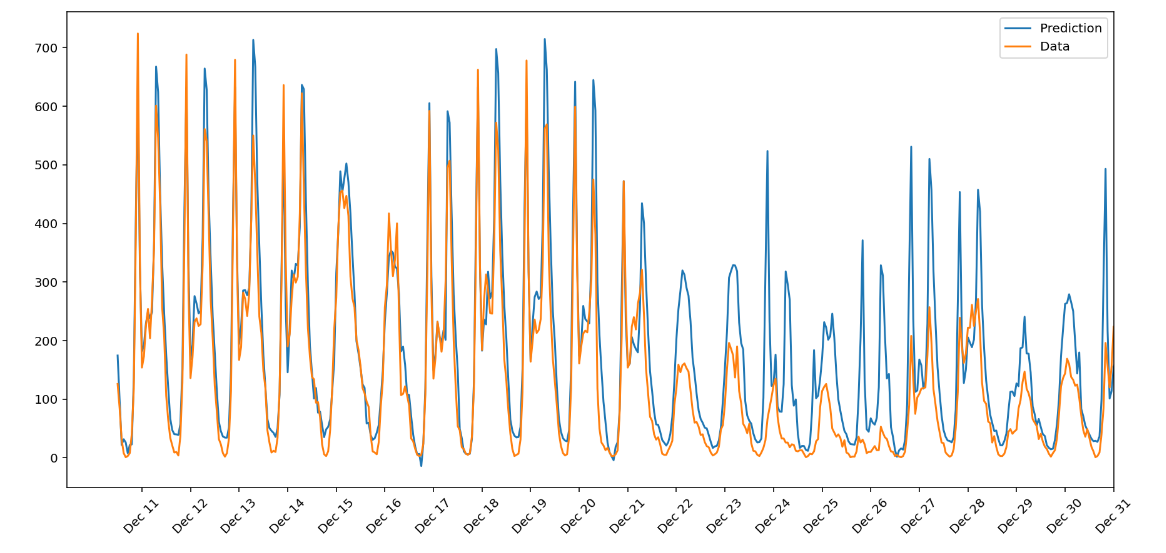 700
600
500
400
300
200
100
0
Prediction
Data
Dec 11
Dec 12
Dec 13
Dec 14
Dec 15
Dec 16
Dec 17
Dec 18
Dec 19
Dec 20
Dec 21
Dec 22
Dec 23
Dec 24
Dec 25
Dec 26
Dec 27
Dec 28
Dec 29
Dec 30
Dec 31